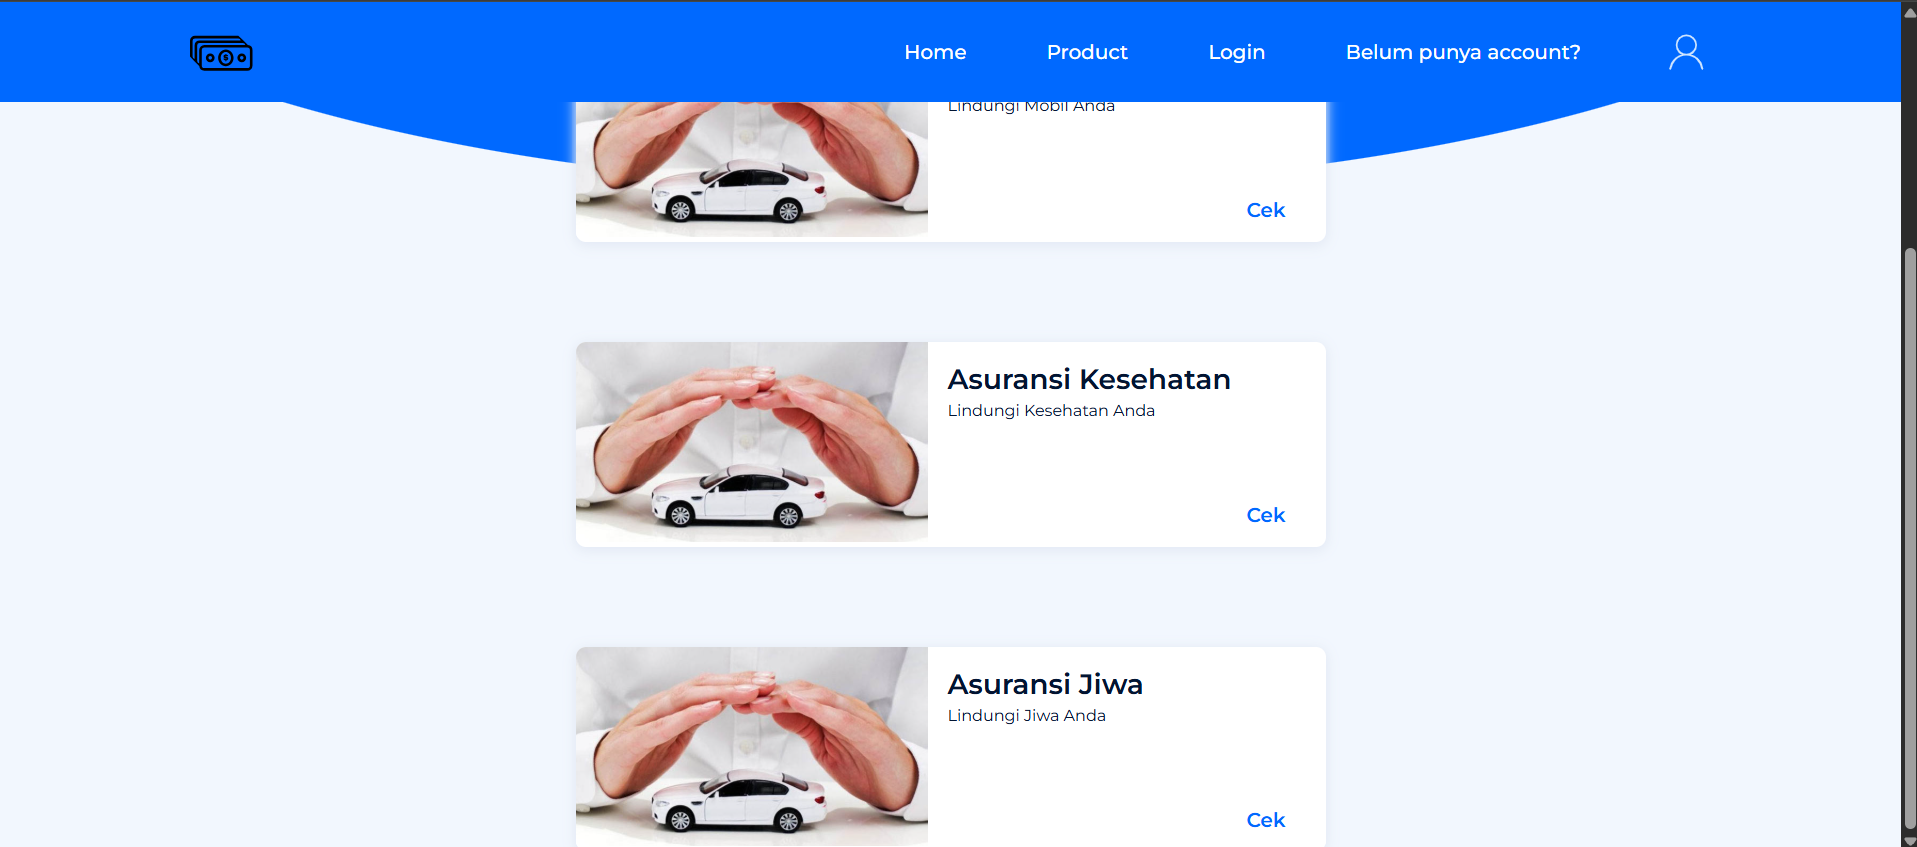 Home Product Login Belum punya account?
Lindungi Mobil Anda
Cek
Asuransi Kesehatan
Lindungi Kesehatan Anda
Cek
Asuransi Jiwa
Lindungi Jiwa Anda
Cek